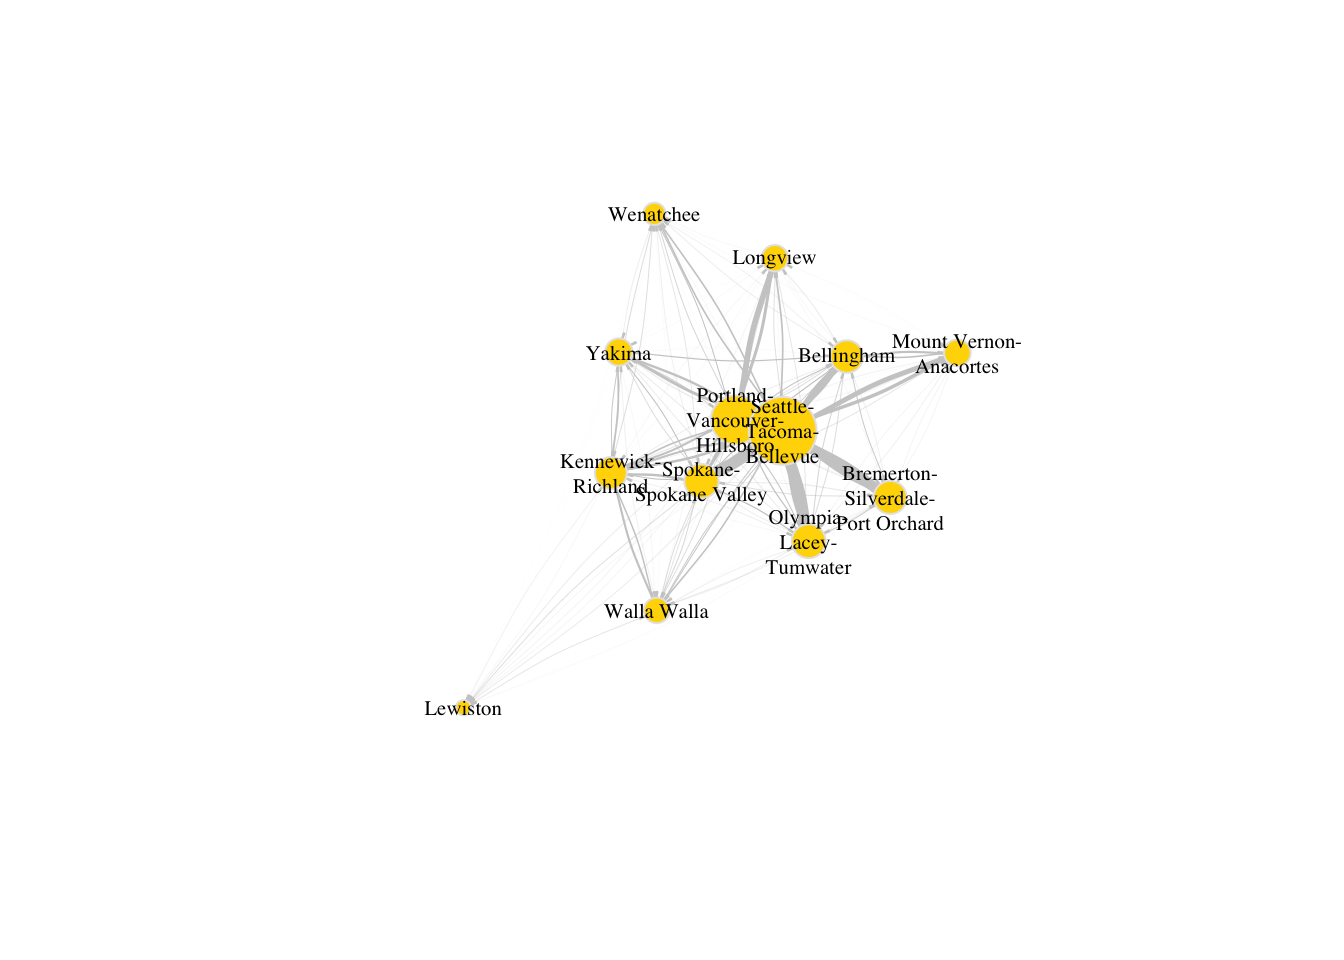 Wenatchee
Longview
Yakima
Bellingham
Mount Vernon-
Anacortes
Portland-
Vancouver-
Hillsboro
Seattle-
Tacoma-
Bellevue
Kennewick-
Richland
Spokane-
Spokane Valley
Bremerton-
Silverdale-
Port Orchard
Olympia-
Lacey-
Tumwater
Walla Walla
Lewiston